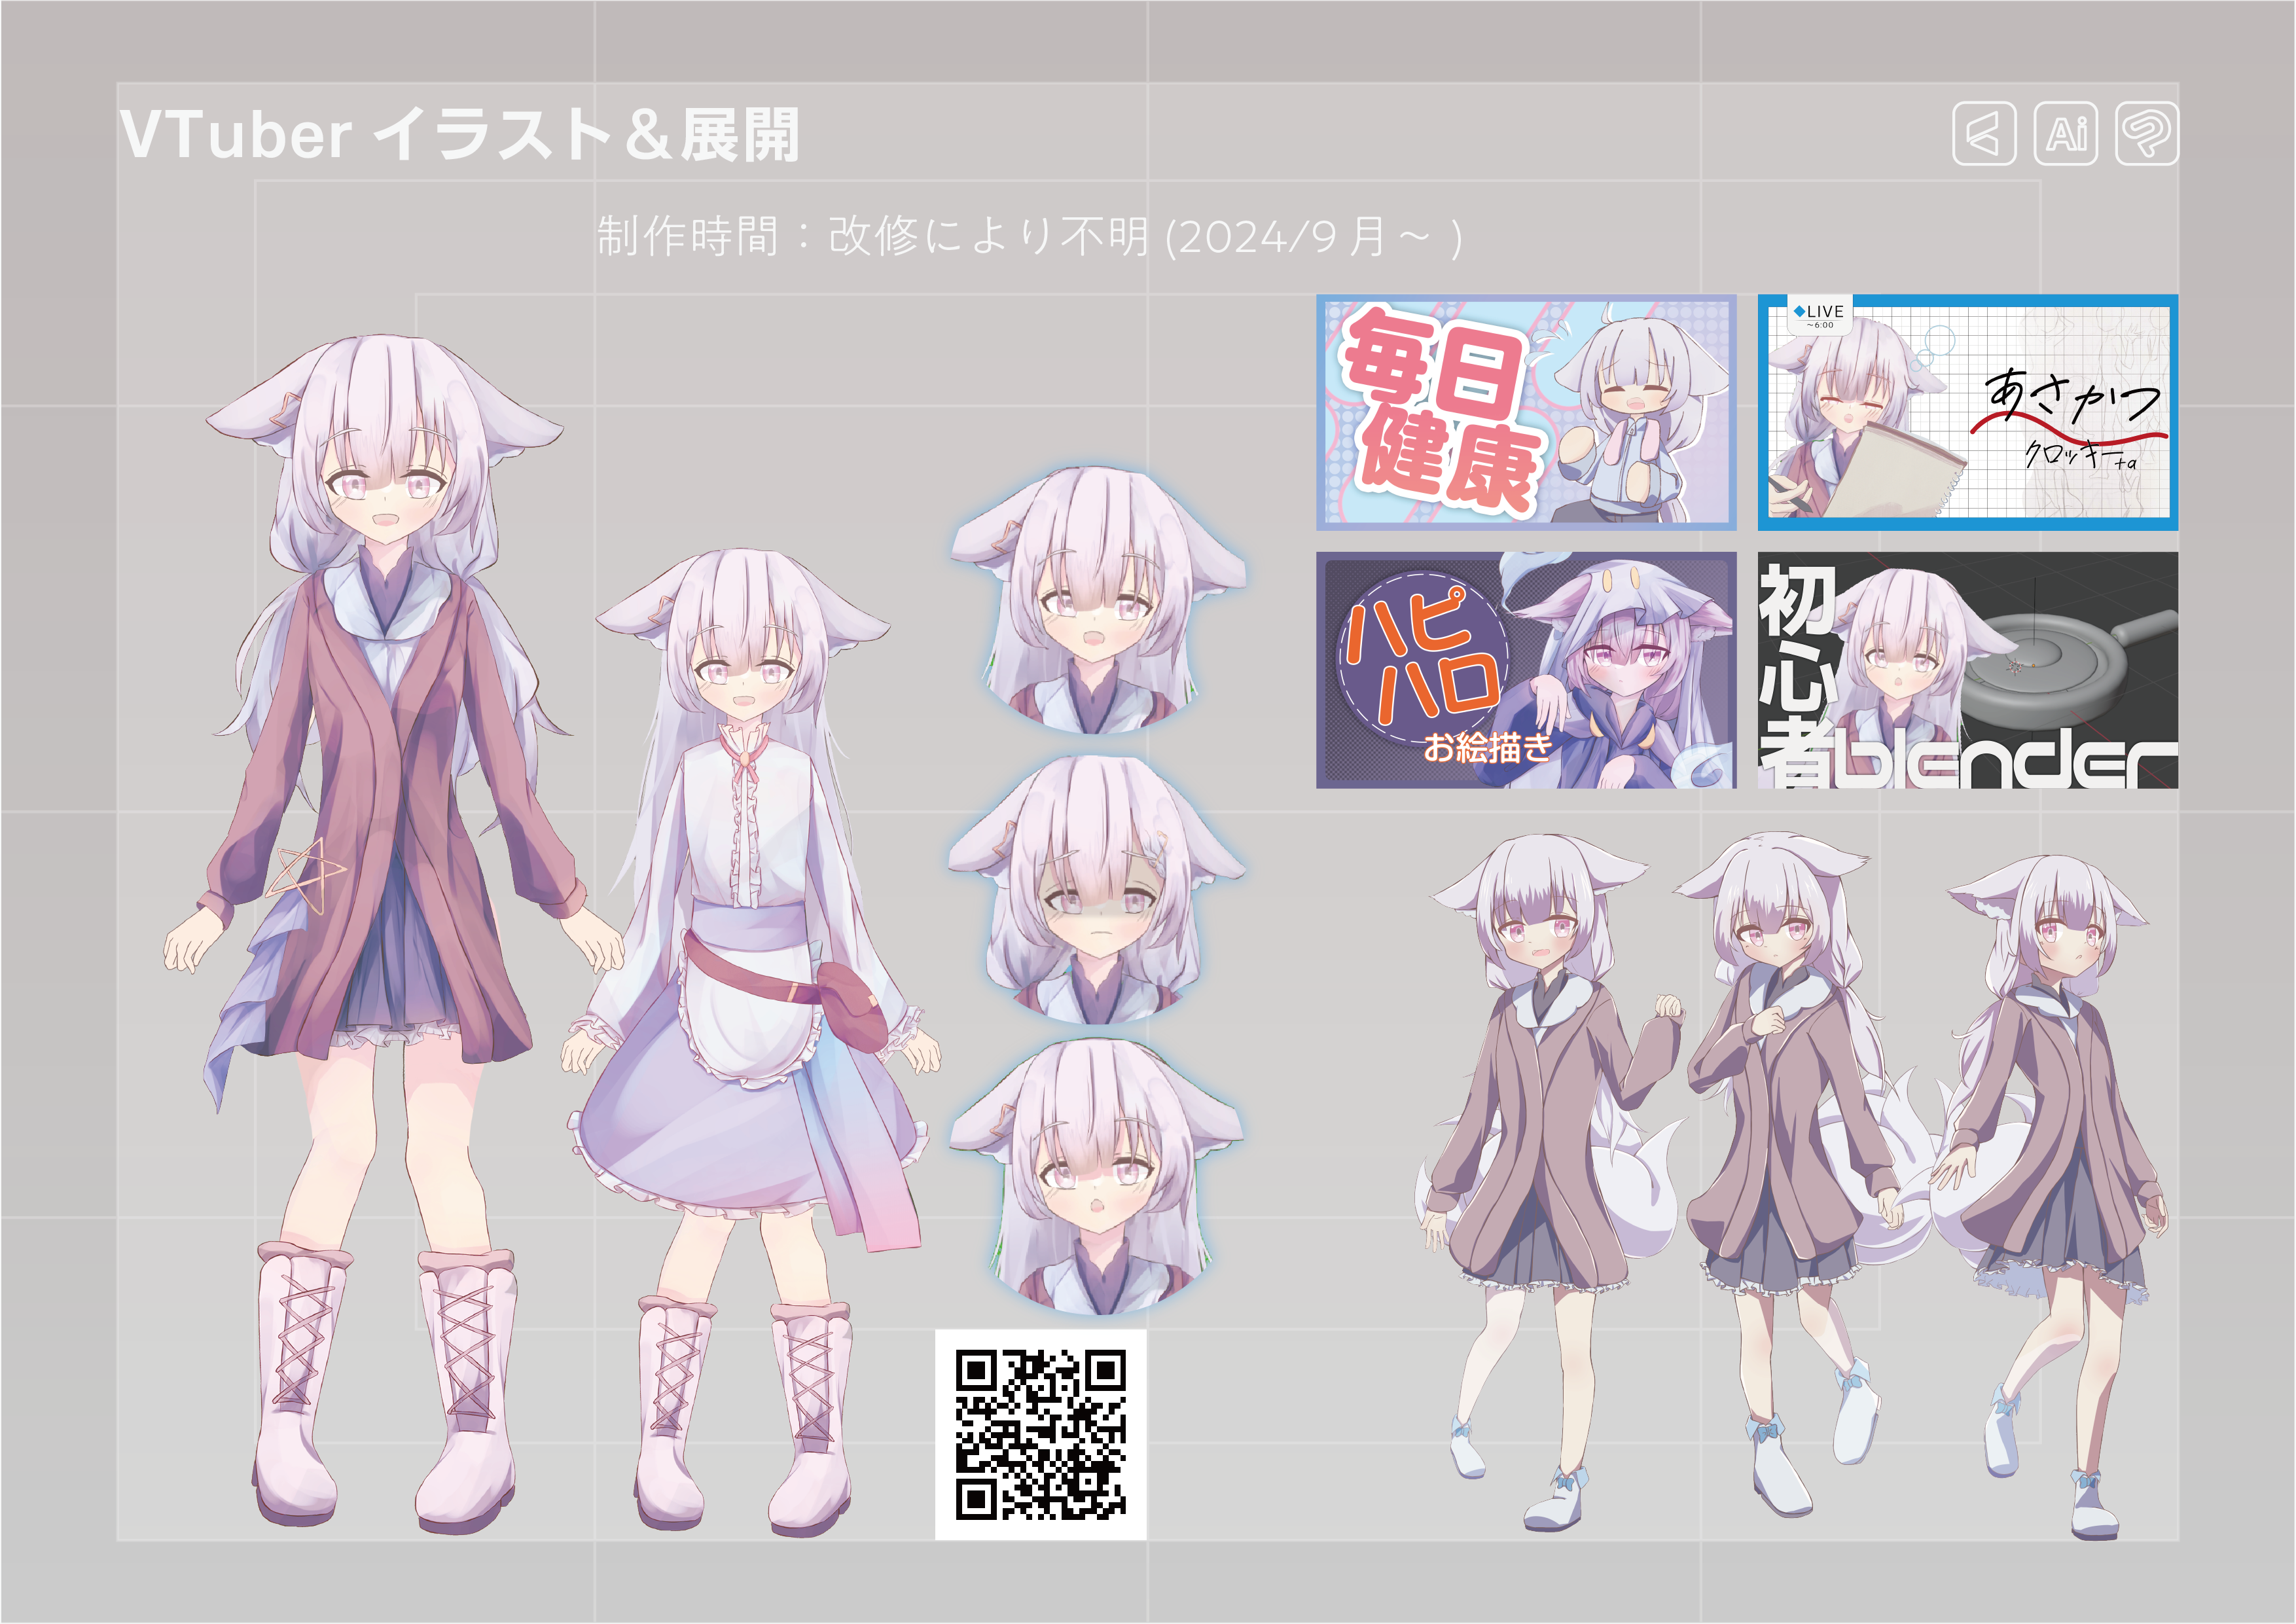 VTuber イラスト＆展開
Ai
制作時間：改修により不明 (2024/9 月～ )
毎日
健康
◆LIVE
～6:00
あさかつ
クロッキー+α
ハピ
ハロ
お絵描き
初心者
blender